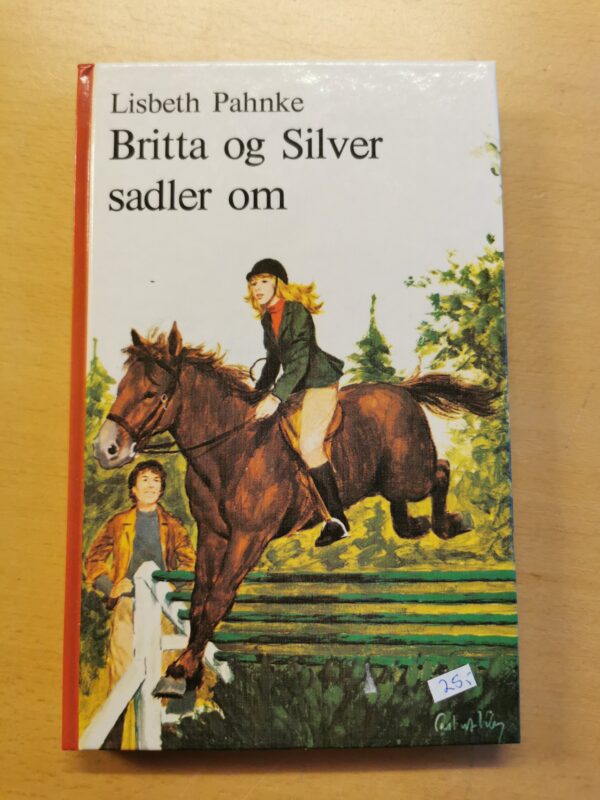 Lisbeth Pahnke
Britta og Silver
sadler om
25,-